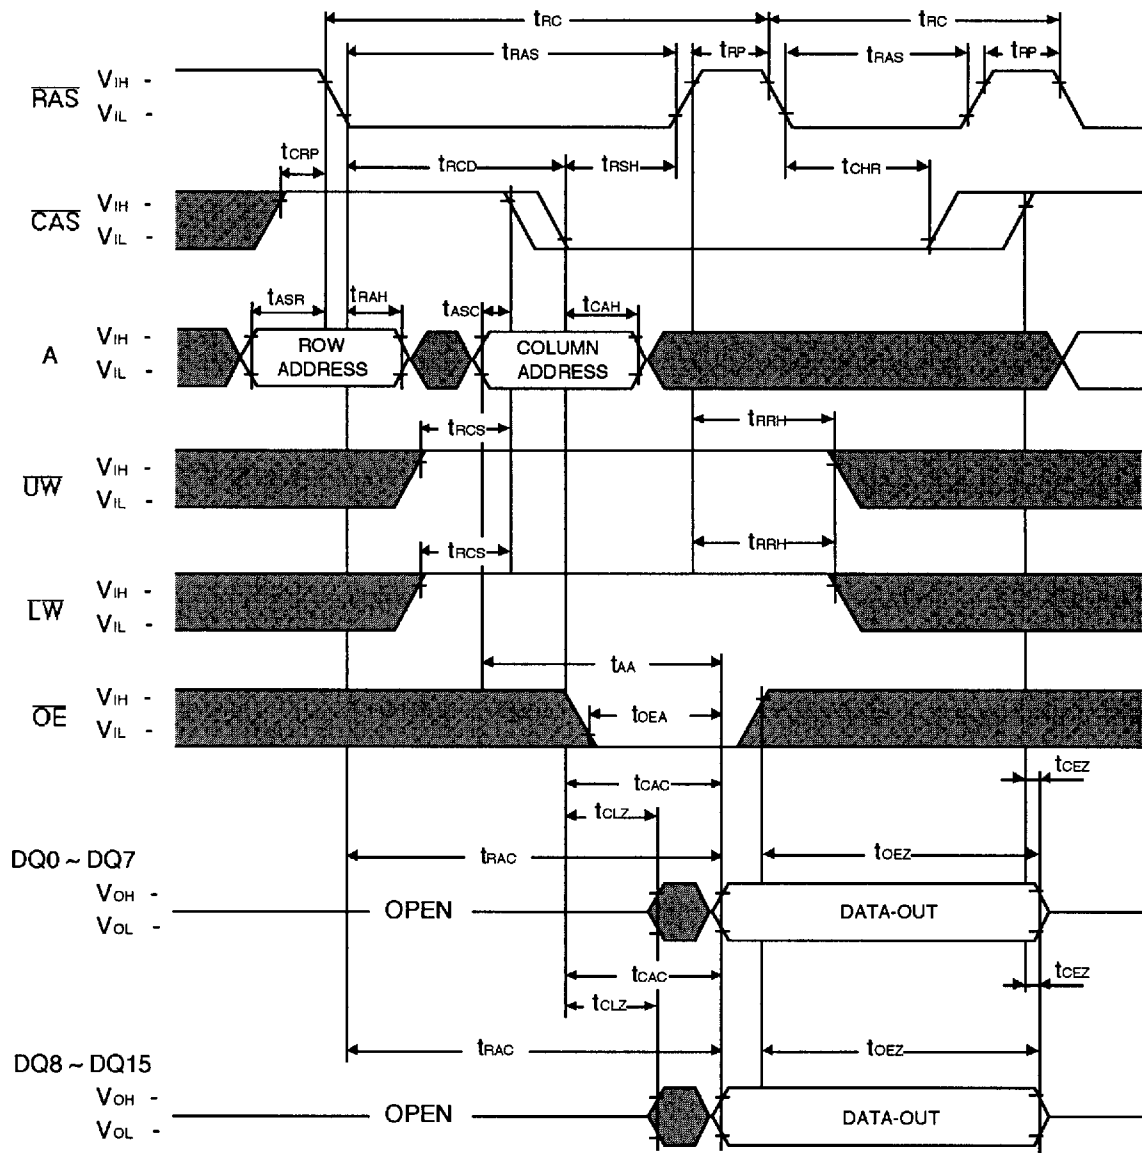 tRC tRC
tRAS tRP tRAS tRP
RAS VIH -
VIL -
tCRP tRCD tRSH tCHR
CAS VIH -
VIL -
tASR tRAH tASC tCAH
A VIH -
VIL -
ROW
ADDRESS
COLUMN
ADDRESS
tRCS tRRH
UW VIH -
VIL -
tRCS tRRH
LW VIH -
VIL -
tAA
OE VIH -
VIL -
tOEA
tCAC tCEZ
tCLZ
DQ0 ~ DQ7 tRAC tOEZ
VOH -
VOL -
OPEN DATA-OUT
tCAC tCEZ
tCLZ
tRAC tOEZ
DQ8 ~ DQ15
VOH -
VOL -
OPEN DATA-OUT